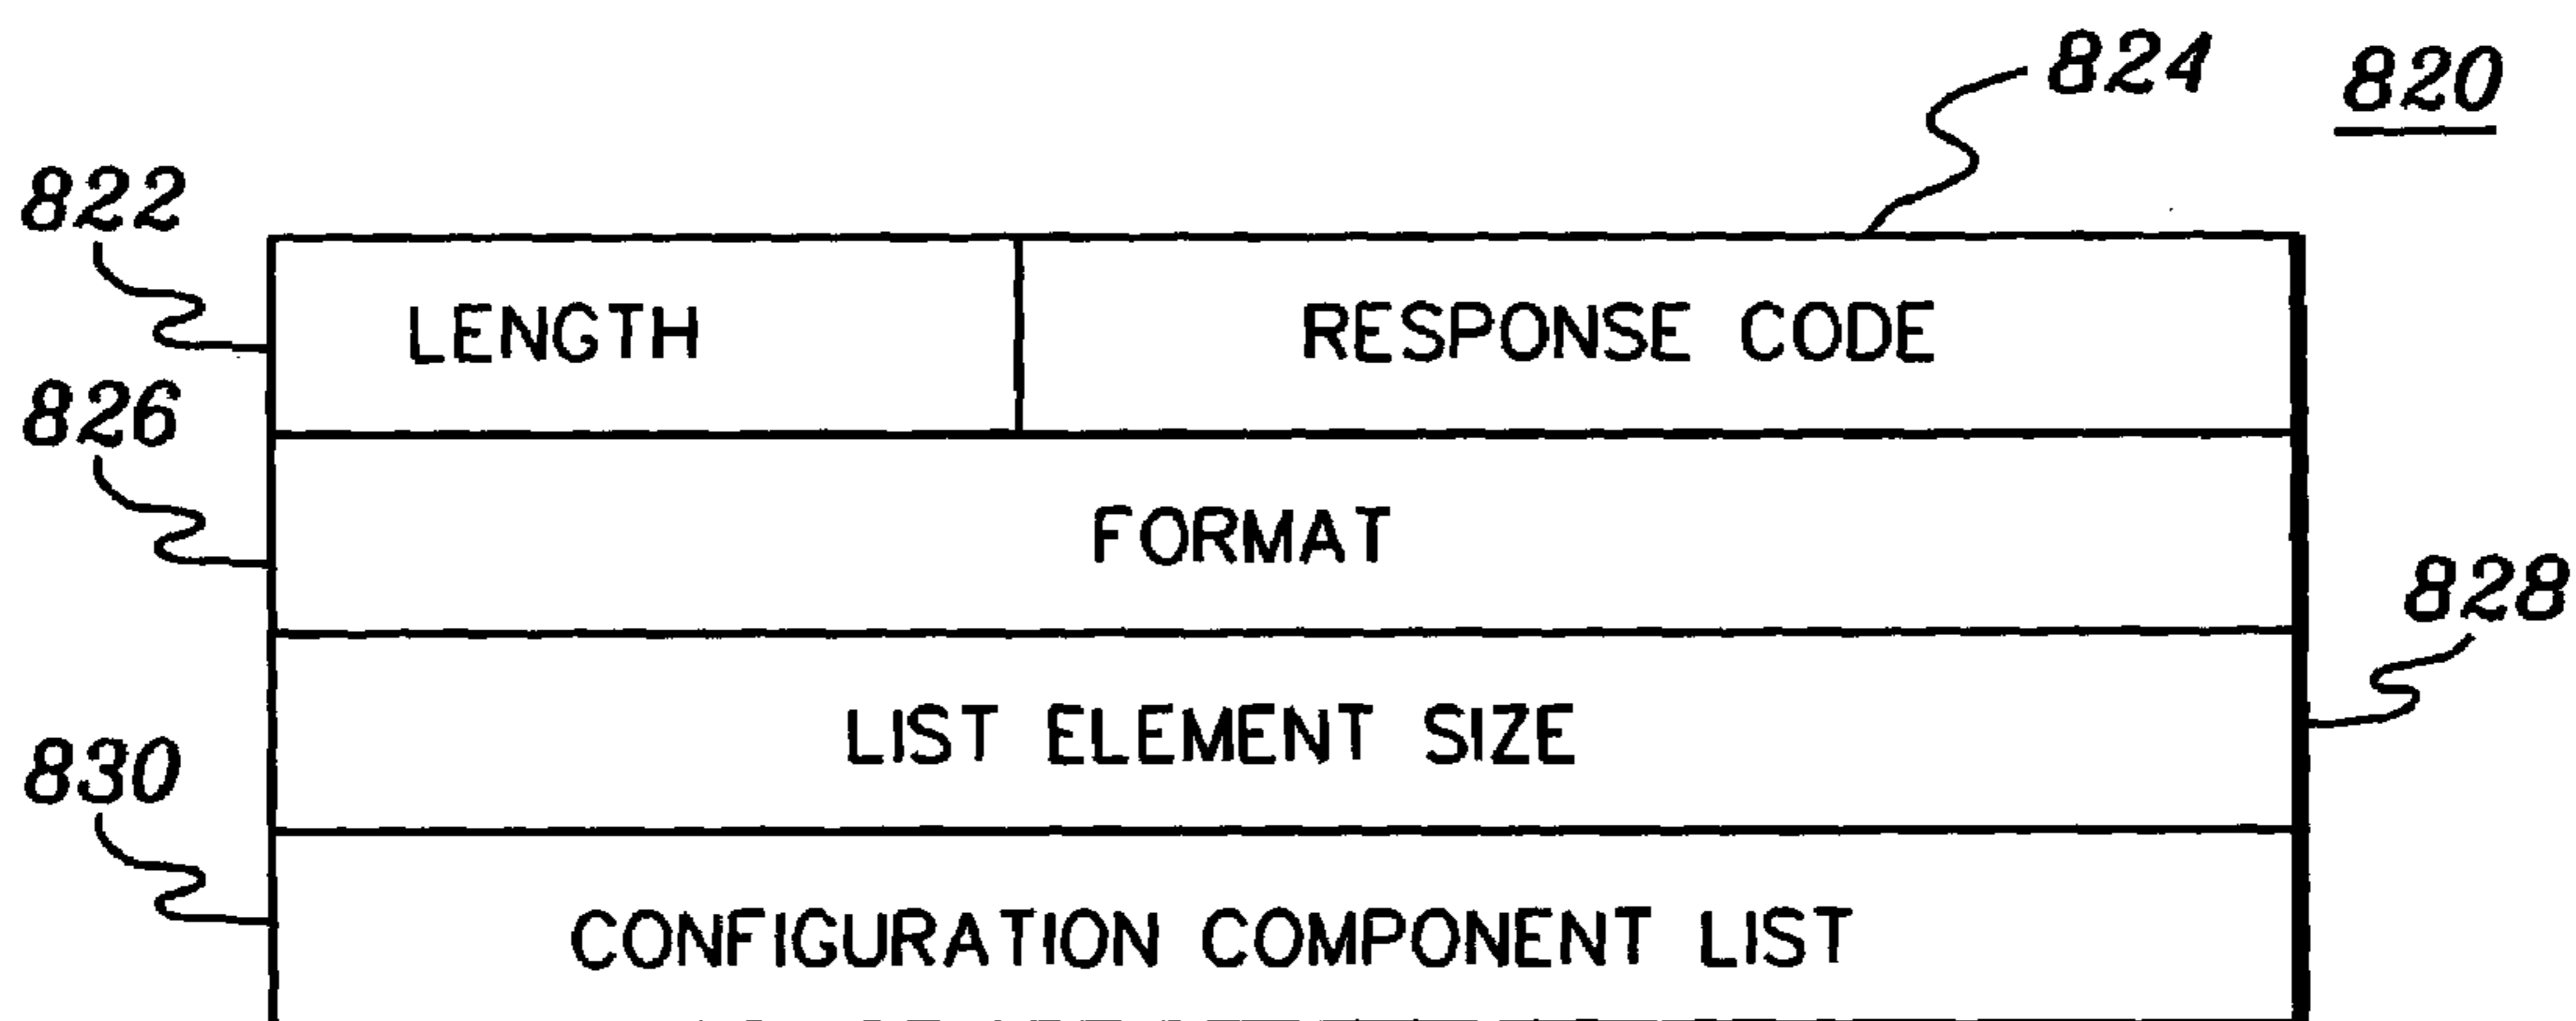 824 820
822
LENGTH RESPONSE CODE
826
FORMAT
828
LIST ELEMENT SIZE
830
CONFIGURATION COMPONENT LIST